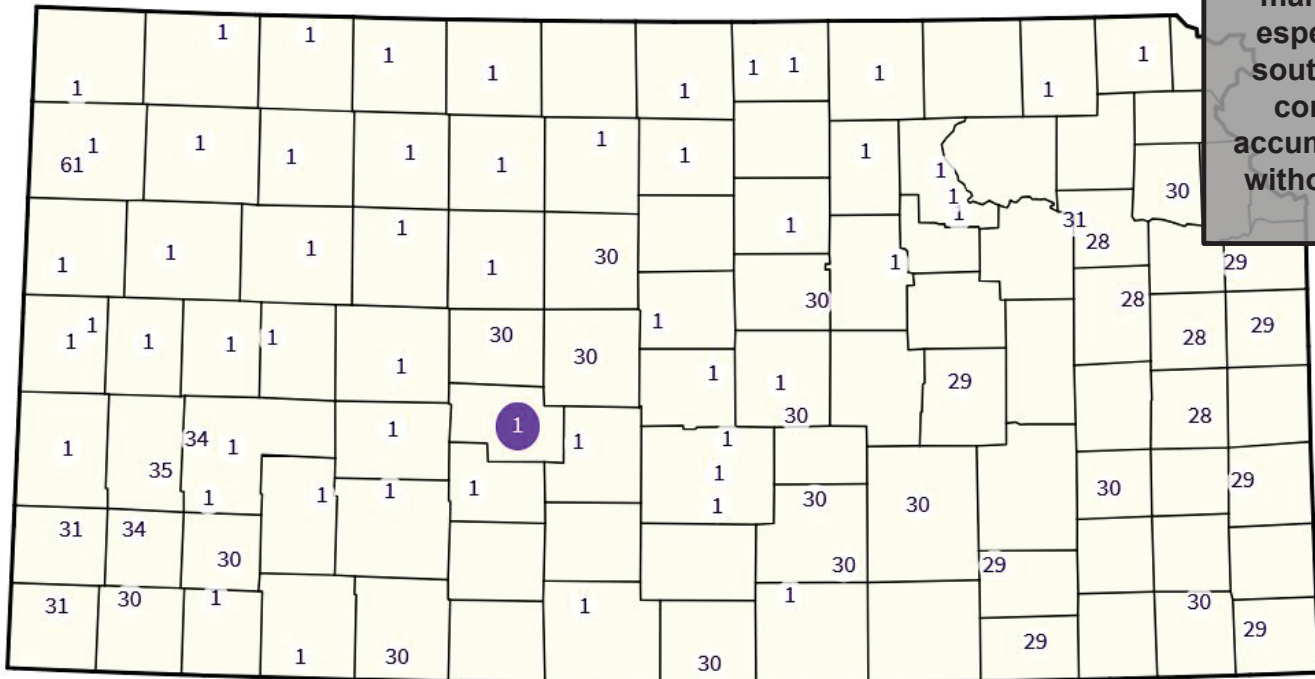 1 1 1 1 1 1 1 1 1 1 1
1
61 1 1 1 1 1 1 1 1 1 1 1 30
1 1 1 1 1 30 1 1 31 28 29
1 1 1 1 1 1 30 30 1 30 28 28 29
1 1 1 30 29 28
1 35 34 1 1 1 1 1 1 30 29
1 1 1 1 1 30 30
31 34 30 30 29
31 30 1 1 1 30 29 29
1 30 30
sout
without